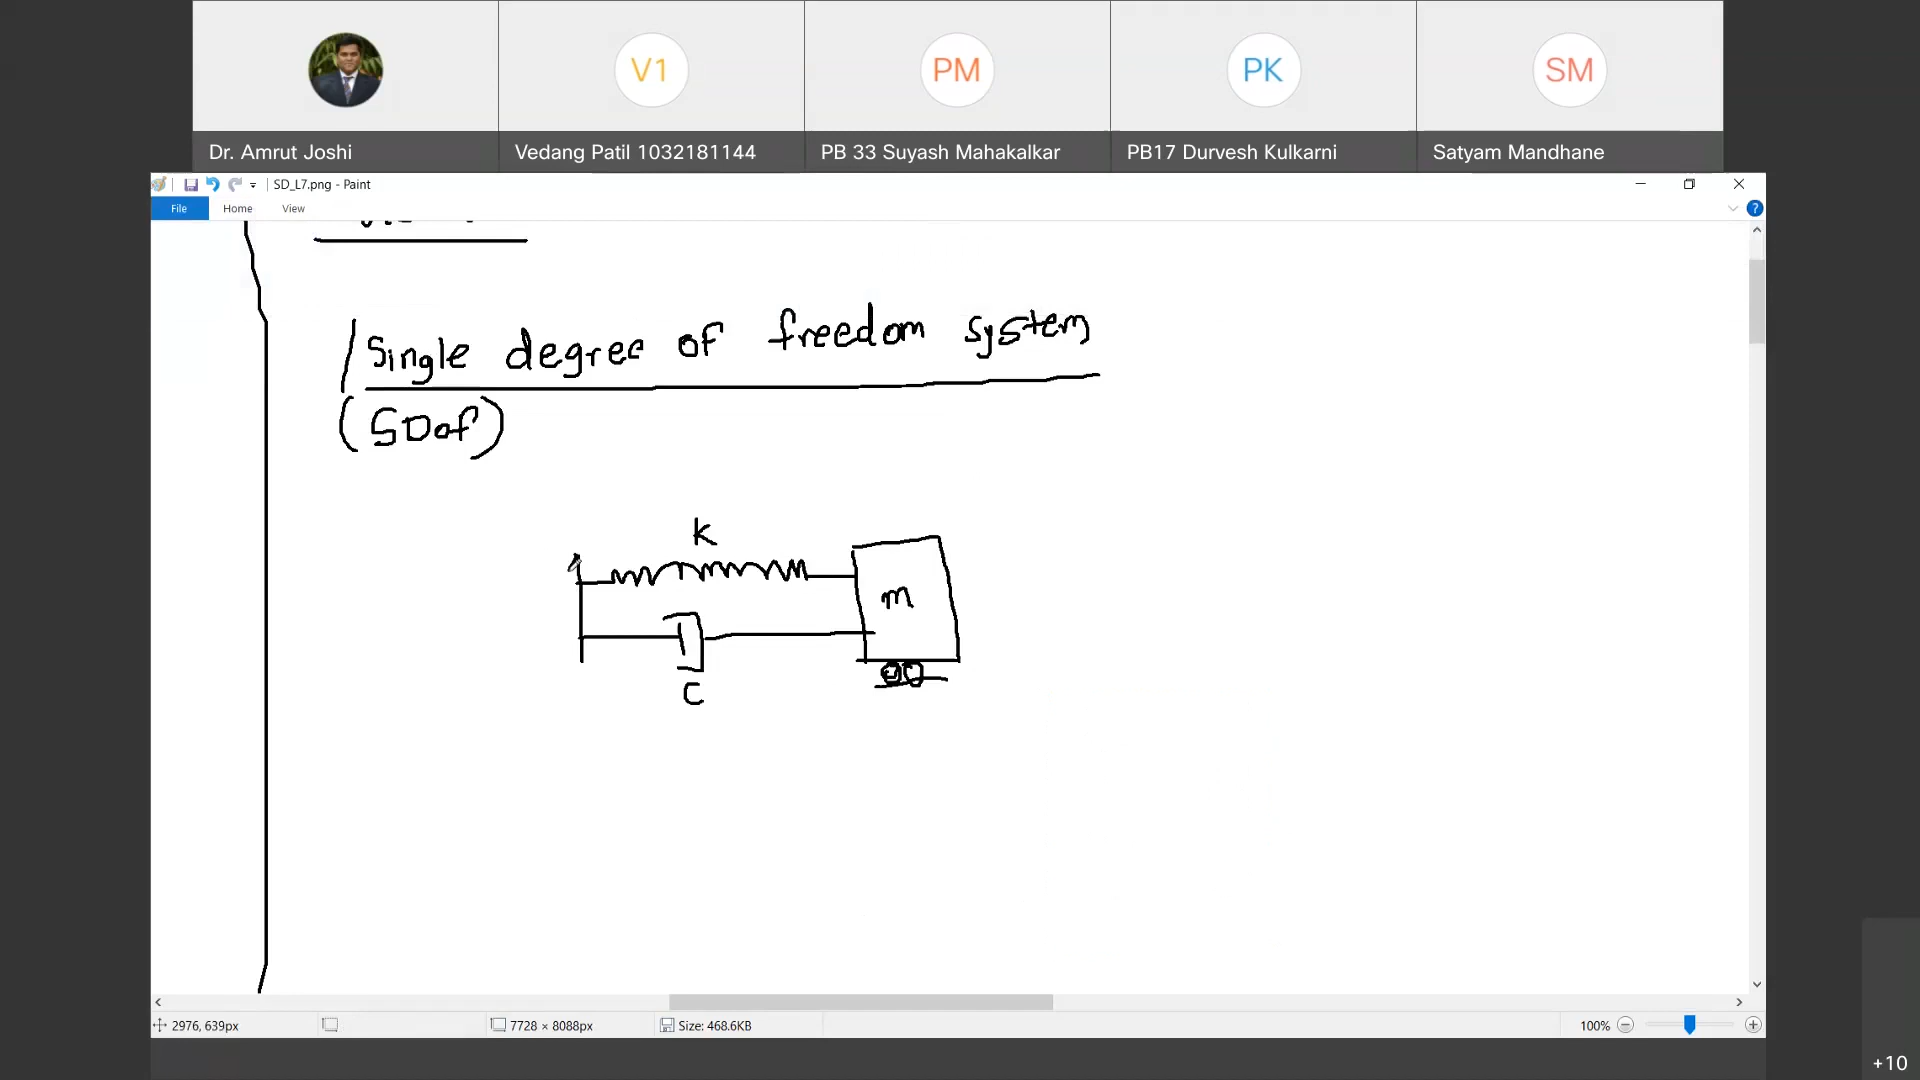 V1
PM
PK
SM
Dr. Amrut Joshi
Vedang Patil 1032181144
PB 33 Suyash Mahakalkar
PB17 Durvesh Kulkarni
Satyam Mandhane
SD_L7.png - Paint
File
Home
View
?
Single degree of freedom system
(SDof)
K
m
C
2976, 639px
7728 × 8088px
Size: 468.6KB
100%
+10